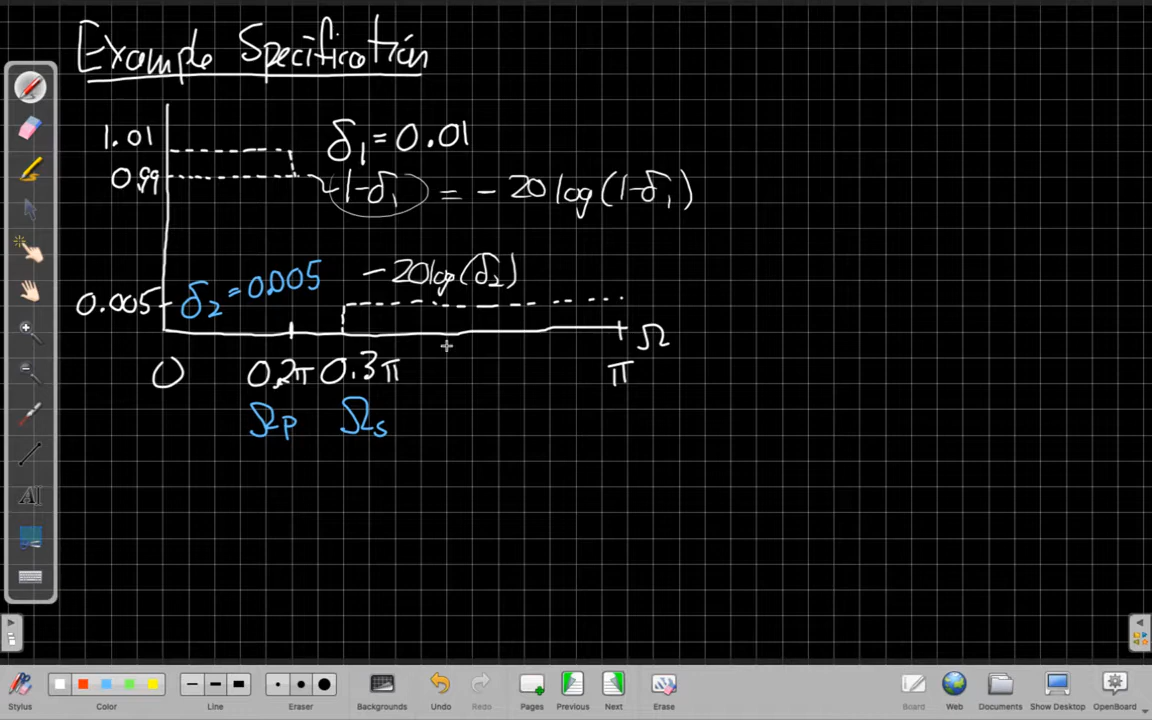 Example Specification
1.01
δ₁ = 0.01
0.99
1-δ₁ = -20 log(1-δ₁)
-20 log(δ₂)
0.005
δ₂ = 0.005
Ω
0
0.2π
0.3π
π
Ωp
Ωs
Stylus
Color
Line
Eraser
Backgrounds
Undo
Redo
Pages
Previous
Next
Erase
Board
Web
Documents
Show Desktop
OpenBoard